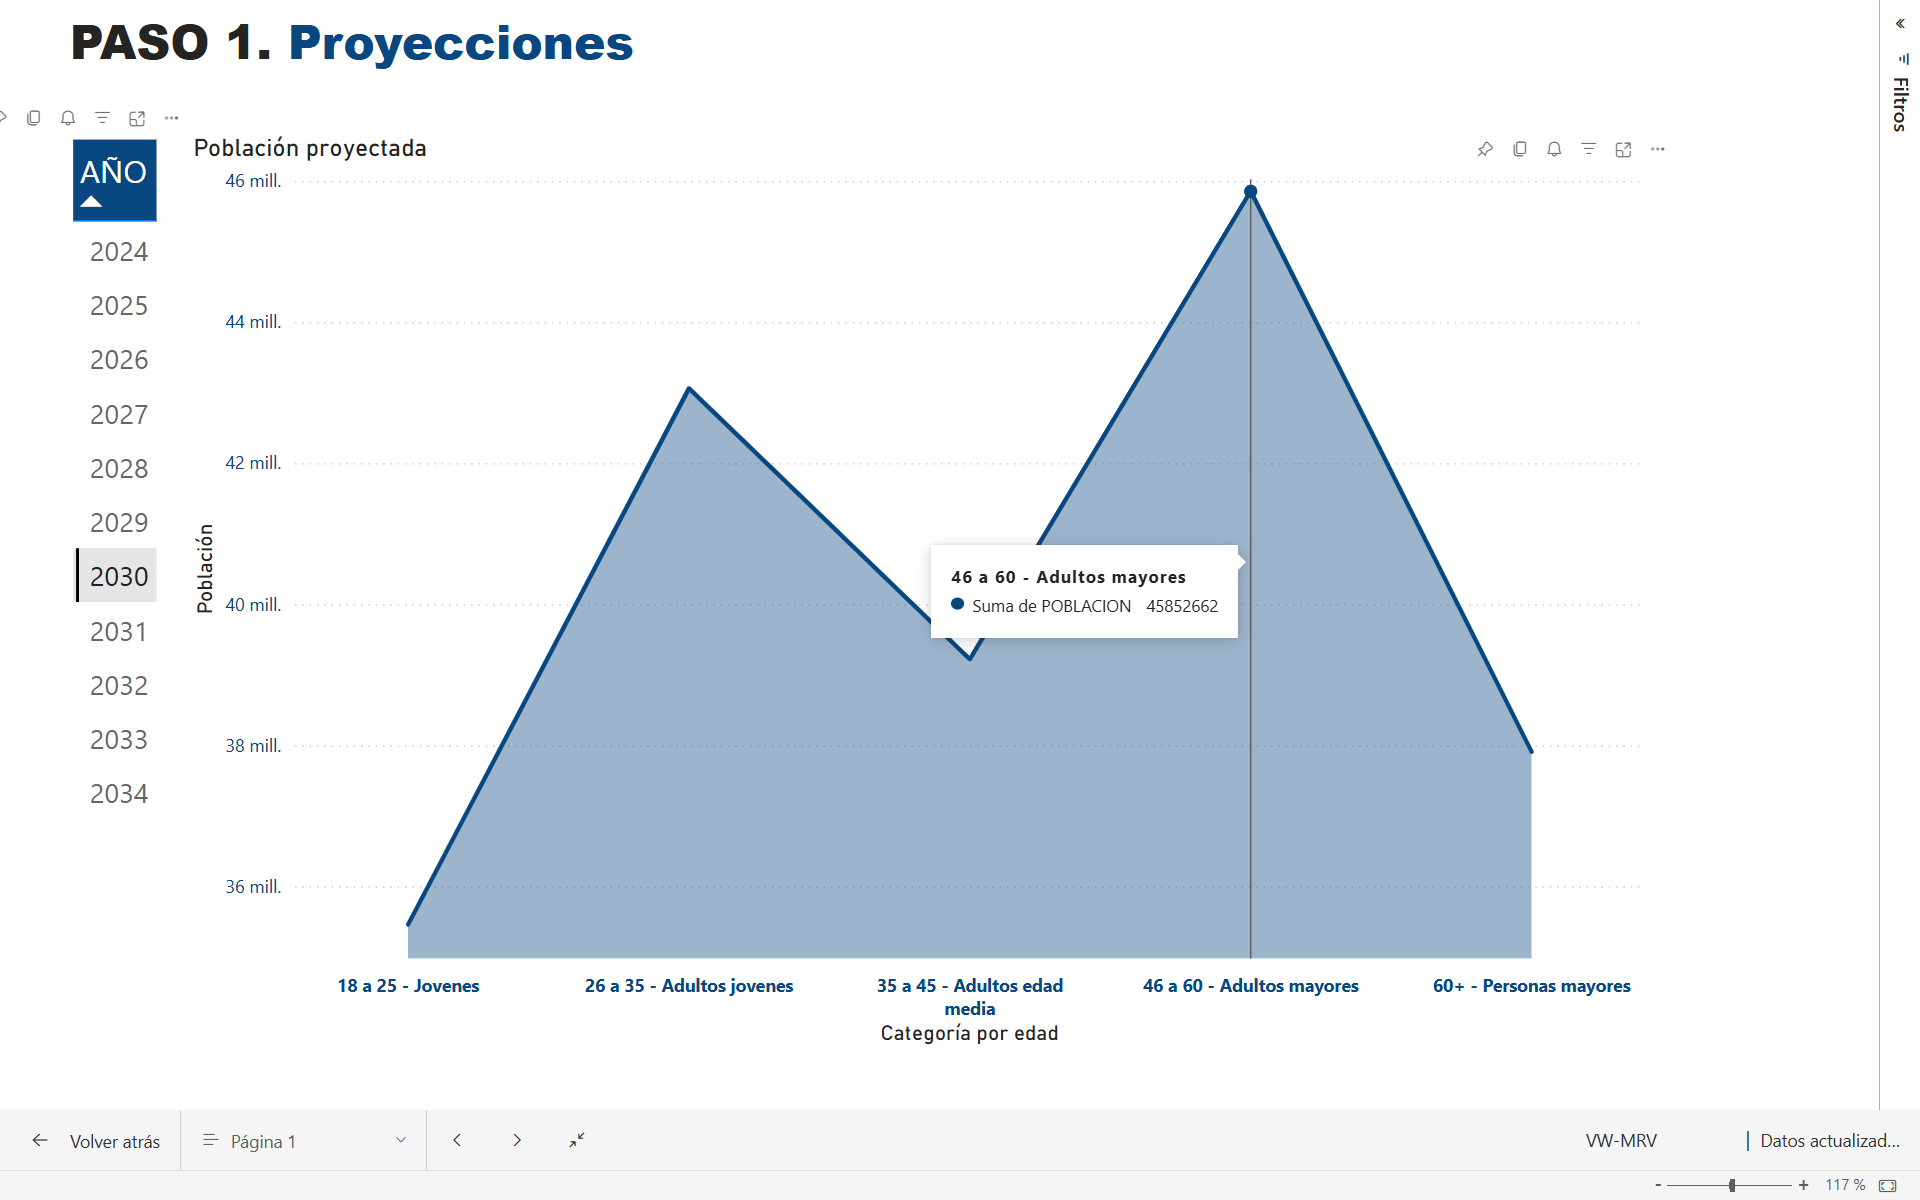 PASO 1. Proyecciones
Filtros
AÑO
2024
2025
2026
2027
2028
2029
2030
2031
2032
2033
2034
Población proyectada
Población
46 mill.
44 mill.
42 mill.
40 mill.
38 mill.
36 mill.
46 a 60 - Adultos mayores
Suma de POBLACION 45852662
18 a 25 - Jovenes
26 a 35 - Adultos jovenes
35 a 45 - Adultos edad
media
46 a 60 - Adultos mayores
60+ - Personas mayores
Categoría por edad
Volver atrás
Página 1
VW-MRV
Datos actualizad...
- + 117 %